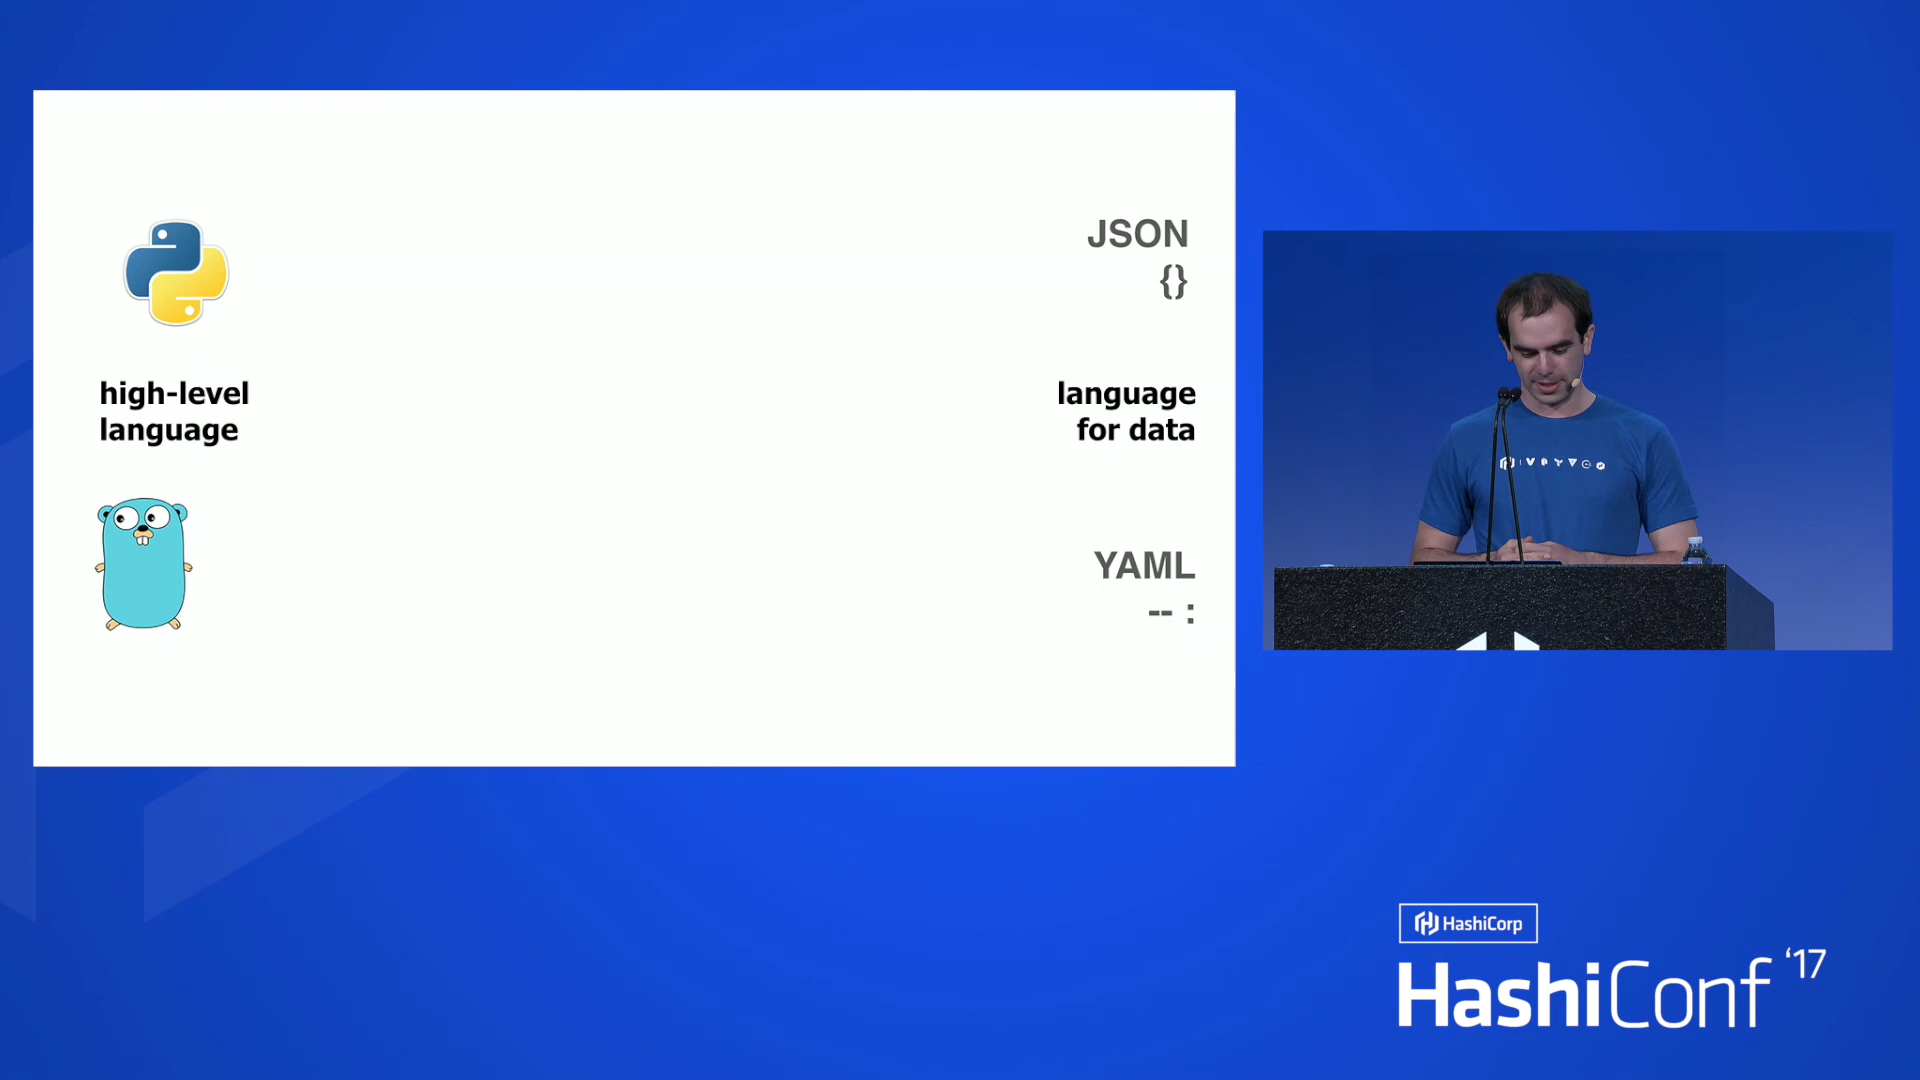 JSON
{}
high-level
language
language
for data
YAML
-- :
HashiCorp
HashiConf '17